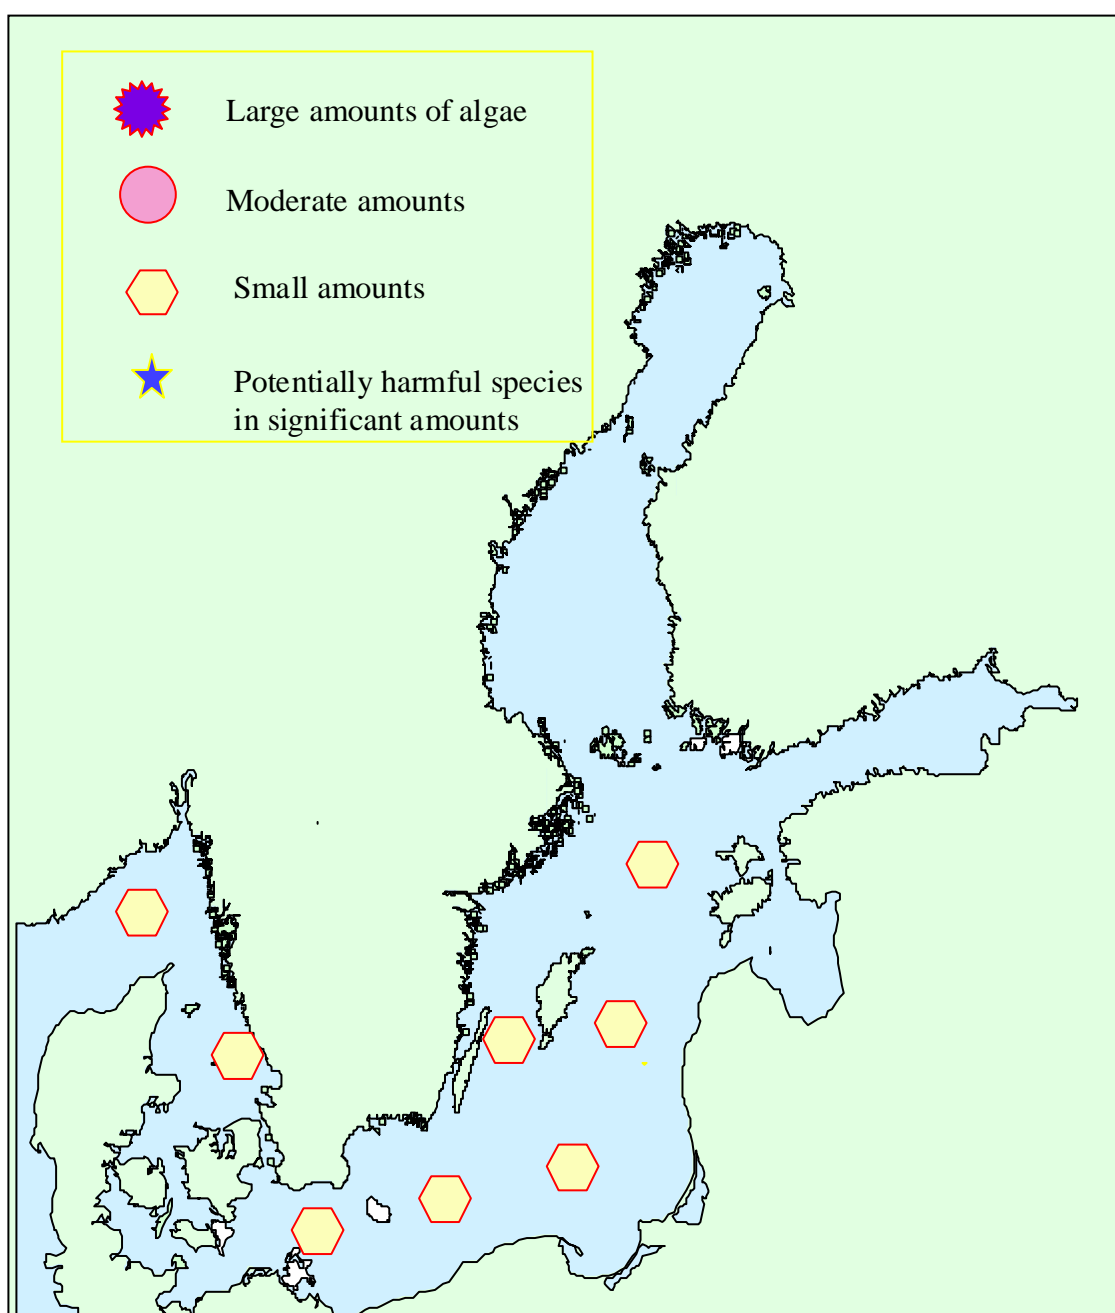 Large amounts of algae
Moderate amounts
Small amounts
Potentially harmful species
in significant amounts